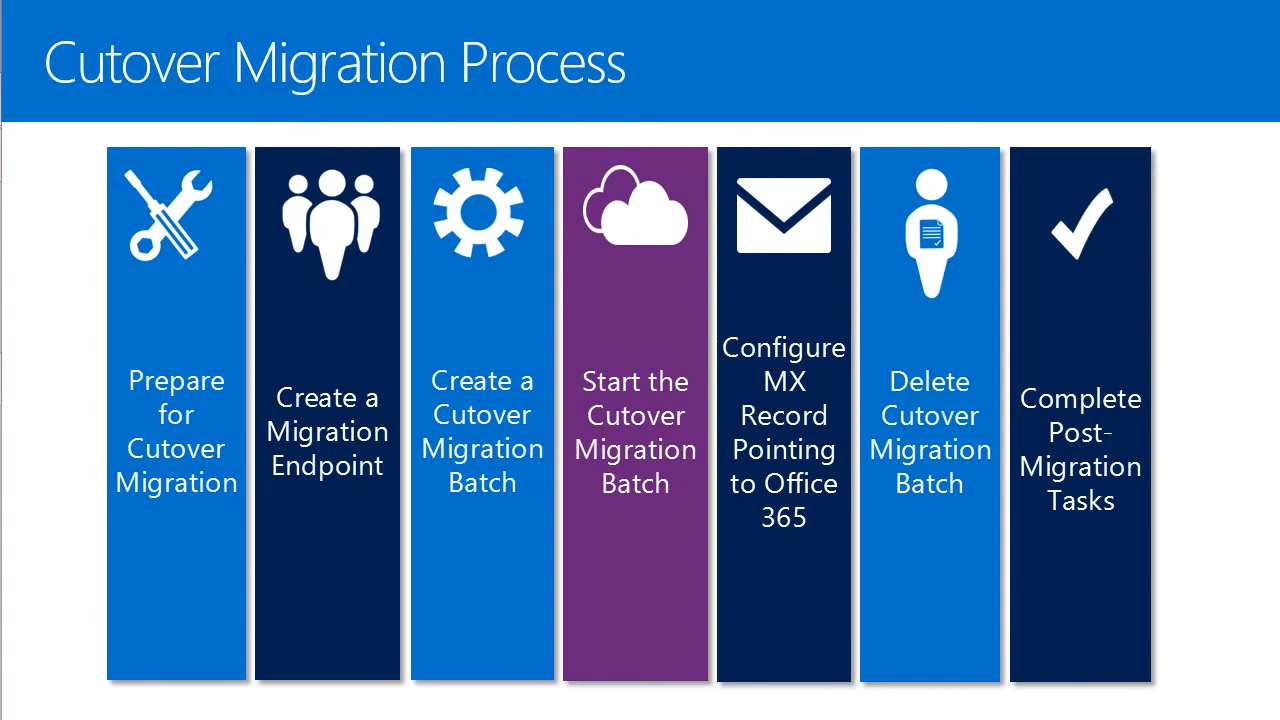 Cutover Migration Process
Prepare
for
Cutover
Migration
Create a
Migration
Endpoint
Create a
Cutover
Migration
Batch
Start the
Cutover
Migration
Batch
Configure
MX
Record
Pointing
to Office
365
Delete
Cutover
Migration
Batch
Complete
Post-
Migration
Tasks